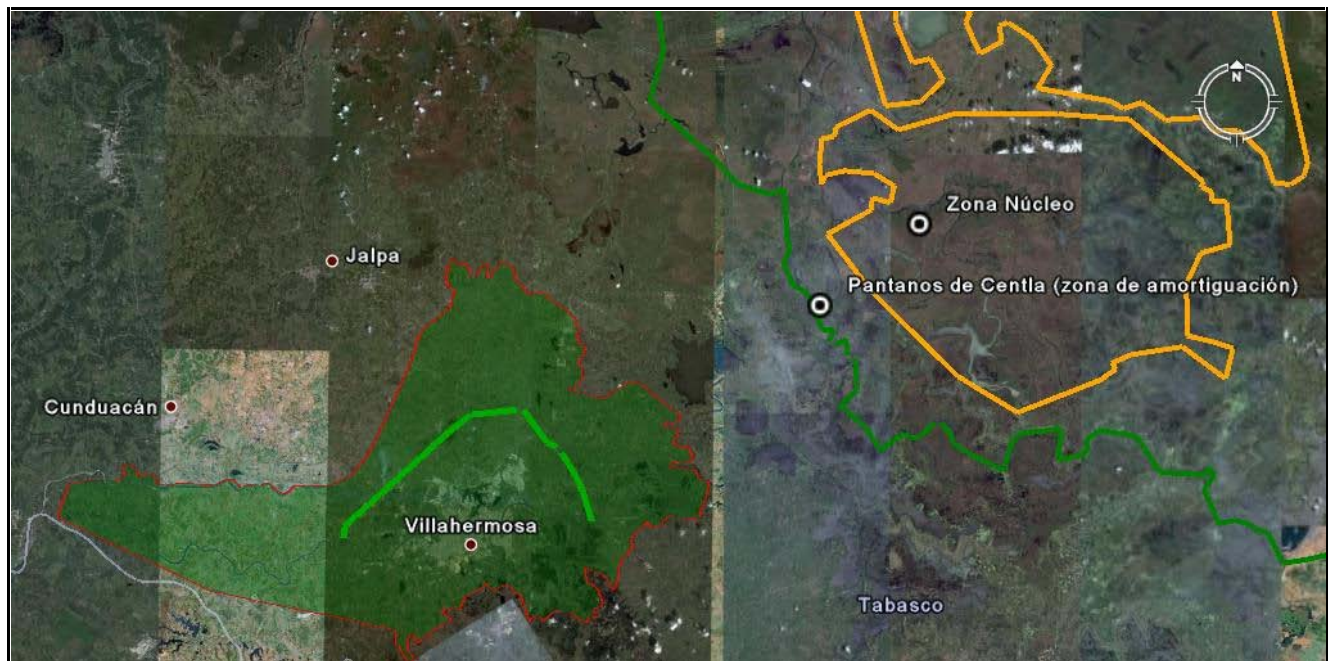 N
Zona Núcleo
Jalpa
Pantanos de Centla (zona de amortiguación)
Cunduacán
Villahermosa
Tabasco